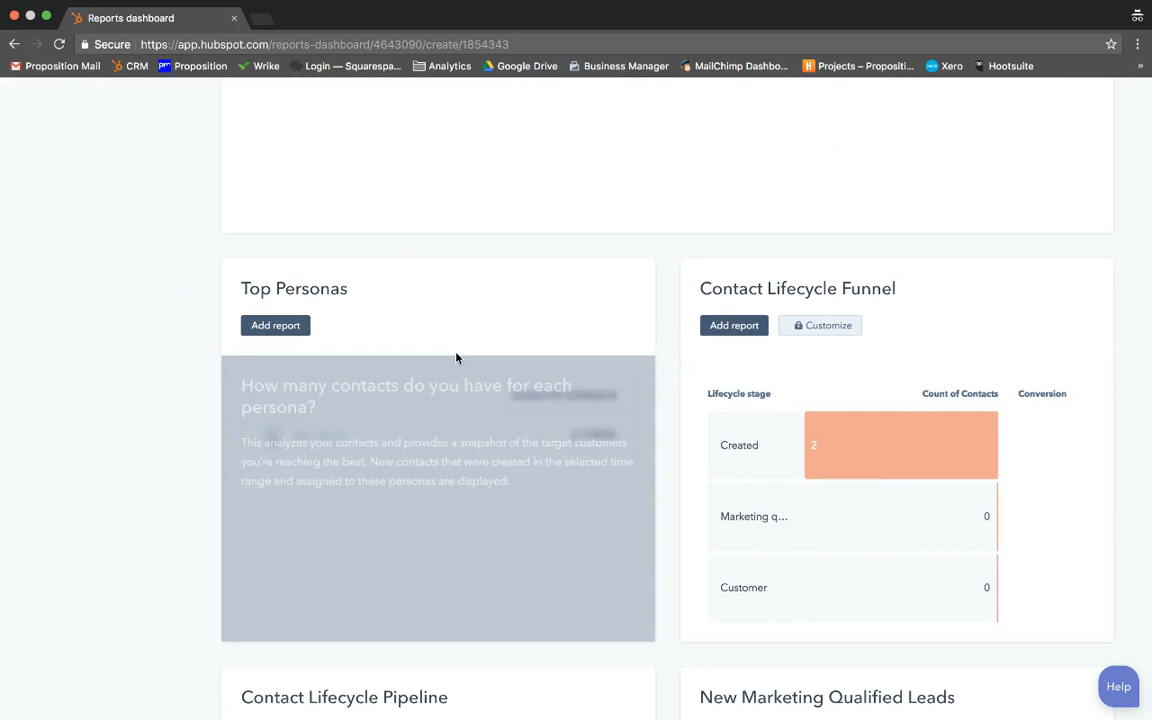 Reports dashboard
Secure https://app.hubspot.com/reports-dashboard/4643090/create/1854343
Proposition Mail CRM Proposition Wrike Login — Squarespa... Analytics Google Drive Business Manager MailChimp Dashbo... Projects – Propositi... Xero Hootsuite »
Top Personas
Add report
How many contacts do you have for each
persona?
This analyzes your contacts and provides a snapshot of the target customers
you're reaching the best. New contacts that were created in the selected time
range and assigned to these personas are displayed.
Contact Lifecycle Funnel
Add report Customize
Lifecycle stage Count of Contacts Conversion
Created 2
Marketing q... 0
Customer 0
Contact Lifecycle Pipeline
New Marketing Qualified Leads
Help